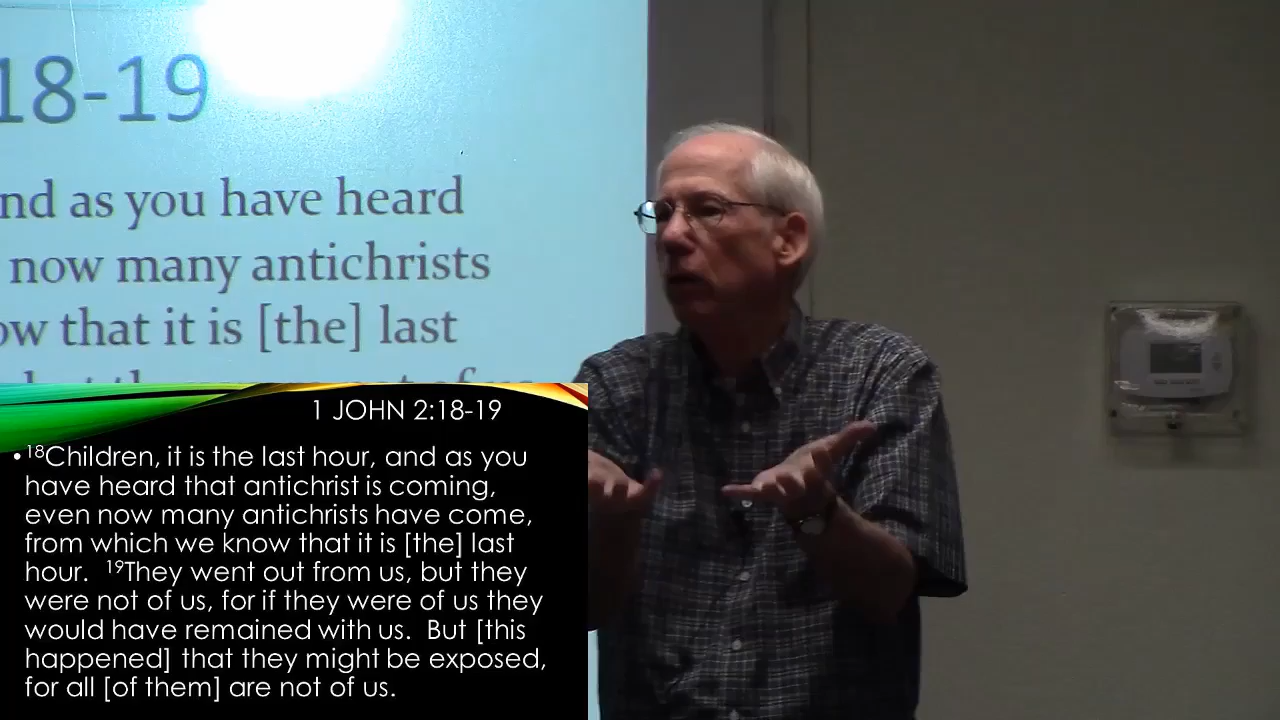 18-19
nd as you have heard
now many antichrists
ow that it is [the] last
1 JOHN 2:18-19
• 18Children, it is the last hour, and as you
have heard that antichrist is coming,
even now many antichrists have come,
from which we know that it is [the] last
hour. 19They went out from us, but they
were not of us, for if they were of us they
would have remained with us. But [this
happened] that they might be exposed,
for all [of them] are not of us.